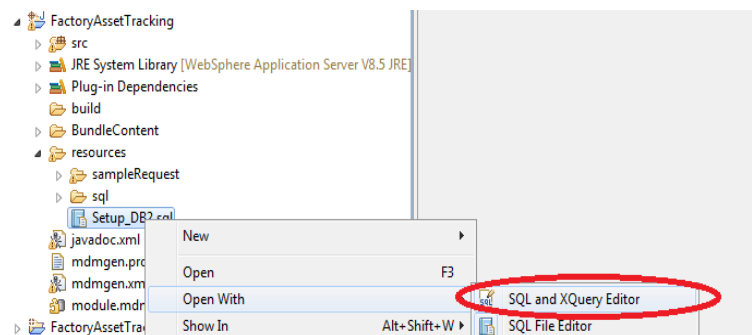 FactoryAssetTracking
src
JRE System Library [WebSphere Application Server V8.5 JRE]
Plug-in Dependencies
build
BundleContent
resources
sampleRequest
sql
Setup_DB2.sql
javadoc.xml
New
mdmgen.pro
Open F3
mdmgen.xm
Open With SQL and XQuery Editor
module.mdm
FactoryAssetTra Show In Alt+Shift+W SQL File Editor